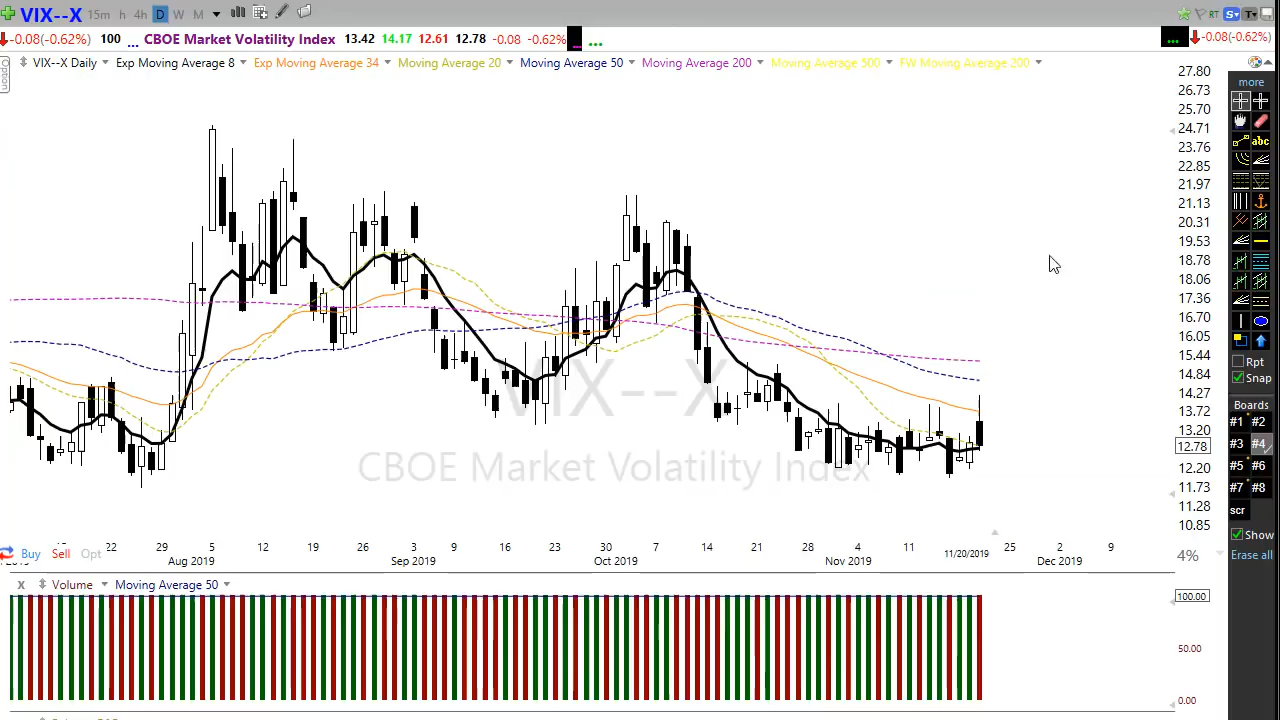 VIX--X 15m h 4h D W M RT S T
-0.08(-0.62%) 100 ... CBOE Market Volatility Index 13.42 14.17 12.61 12.78 -0.08 -0.62% ... ... ... -0.08(-0.62%)
Option
VIX--X Daily Exp Moving Average 8 Exp Moving Average 34 Moving Average 20 Moving Average 50 Moving Average 200 Moving Average 500 FW Moving Average 200
27.80
26.73
25.70
24.71
23.76
22.85
21.97
21.13
20.31
19.53
18.78
18.06
17.36
16.70
16.05
15.44
14.84
14.27
13.72
13.20
12.78
12.20
11.73
11.28
10.85
VIX--X
CBOE Market Volatility Index
more
abc
Rpt
Snap
Boards
#1 #2
#3 #4
#5 #6
#7 #8
scr
Show
Erase all
22 29 5 12 19 26 3 9 16 23 30 7 14 21 28 4 11 11/20/2019 25 2 9
Buy Sell Opt
Aug 2019 Sep 2019 Oct 2019 Nov 2019 Dec 2019
4%
X Volume Moving Average 50
100.00
50.00
0.00